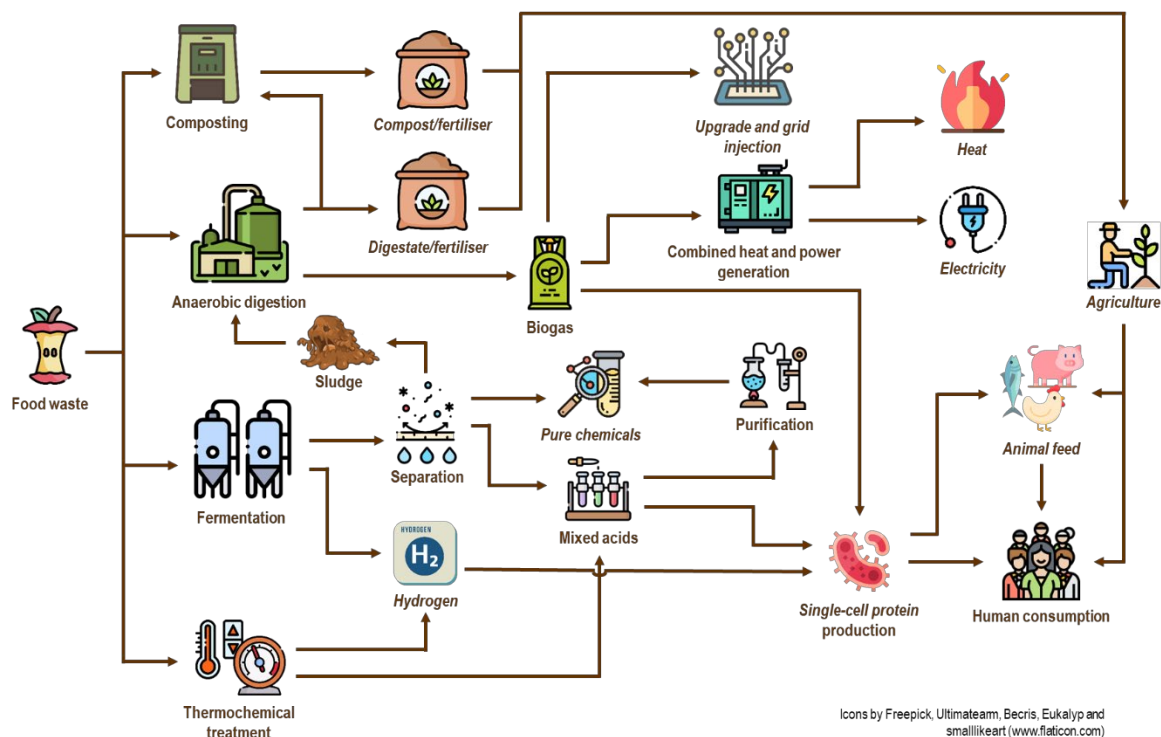 Composting
Compost/fertiliser
Upgrade and grid
injection
Heat
Digestate/fertiliser
Combined heat and power
generation
Electricity
Agriculture
Anaerobic digestion
Biogas
Food waste
Sludge
Pure chemicals
Purification
Animal feed
Separation
Fermentation
Mixed acids
HYDROGEN
H2
Hydrogen
Single-cell protein
production
Human consumption
Thermochemical
treatment
Icons by Freepick, Ultimatearm, Becris, Eukalyp and
smalllikeart (www.flaticon.com)